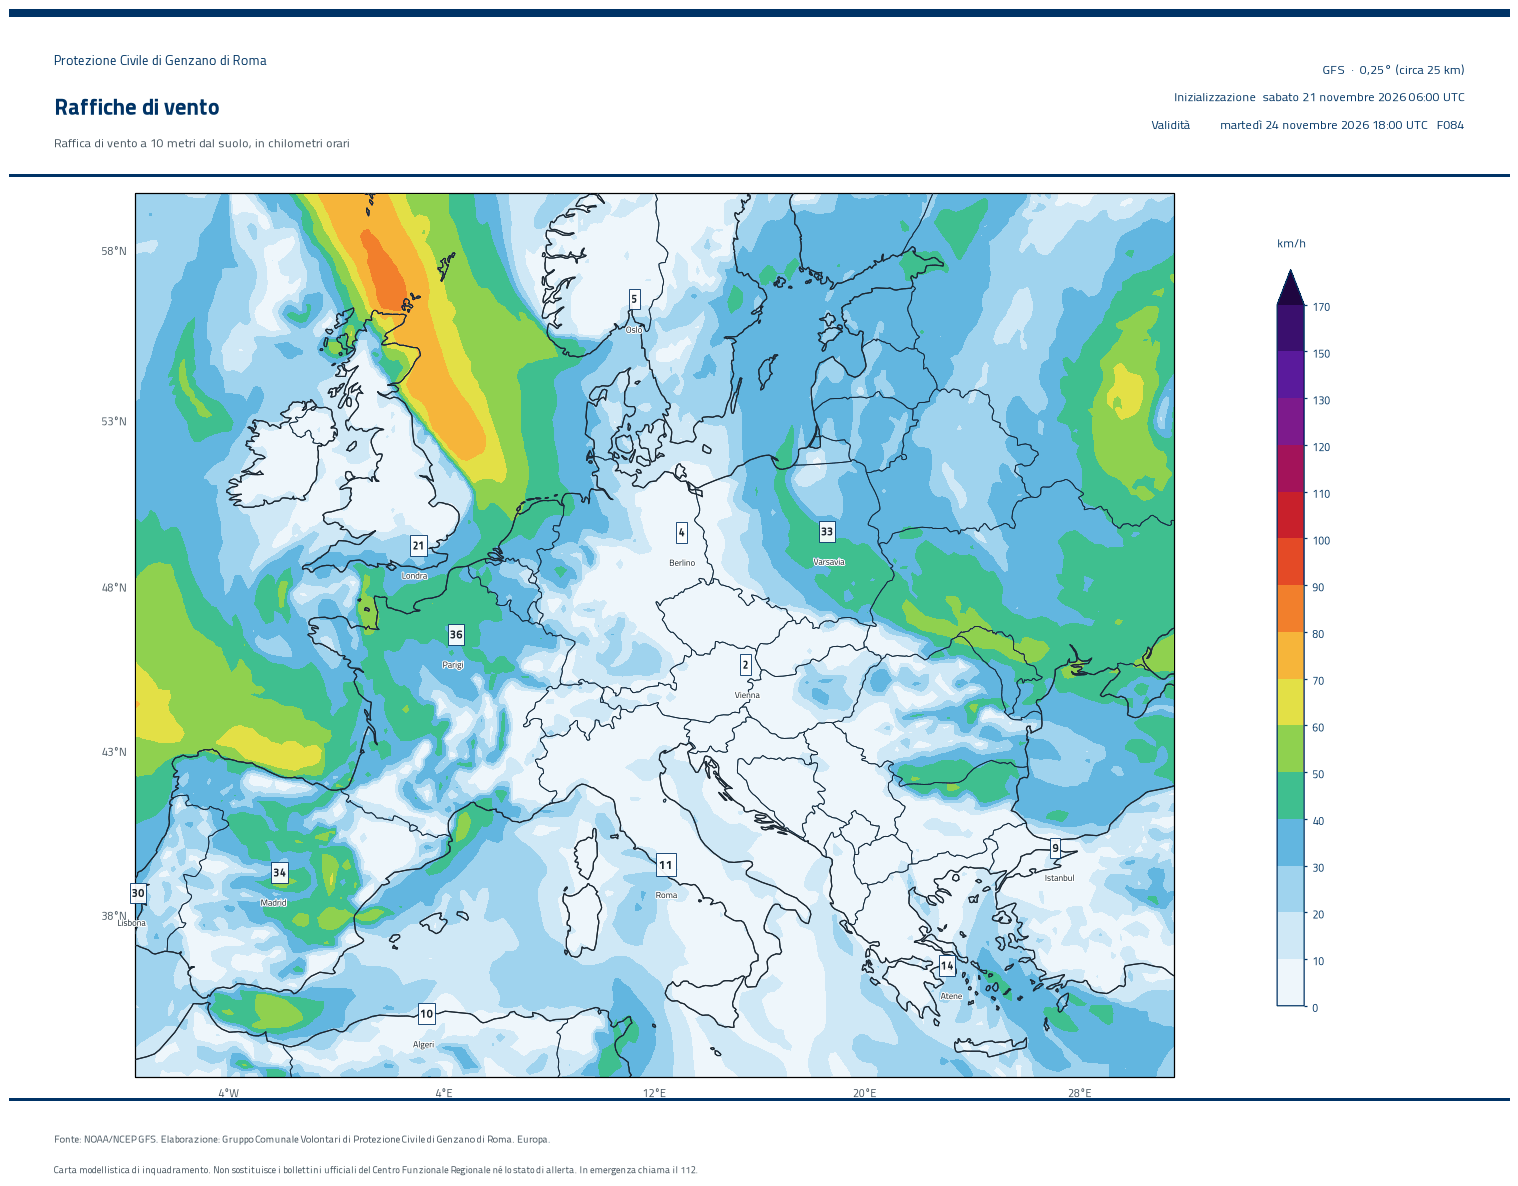 Protezione Civile di Genzano di Roma
Raffiche di vento
Raffica di vento a 10 metri dal suolo, in chilometri orari
GFS · 0,25° (circa 25 km)
Inizializzazione sabato 21 novembre 2026 06:00 UTC
Validità martedì 24 novembre 2026 18:00 UTC F084
58°N
53°N
48°N
43°N
38°N
4°W
4°E
12°E
20°E
28°E
5
Oslo
21
Londra
4
Berlino
33
Varsavia
36
Parigi
2
Vienna
34
Madrid
30
Lisbona
11
Roma
9
Istanbul
14
Atene
10
Algeri
km/h
170
150
130
120
110
100
90
80
70
60
50
40
30
20
10
0
Fonte: NOAA/NCEP GFS. Elaborazione: Gruppo Comunale Volontari di Protezione Civile di Genzano di Roma. Europa.
Carta modellistica di inquadramento. Non sostituisce i bollettini ufficiali del Centro Funzionale Regionale né lo stato di allerta. In emergenza chiama il 112.